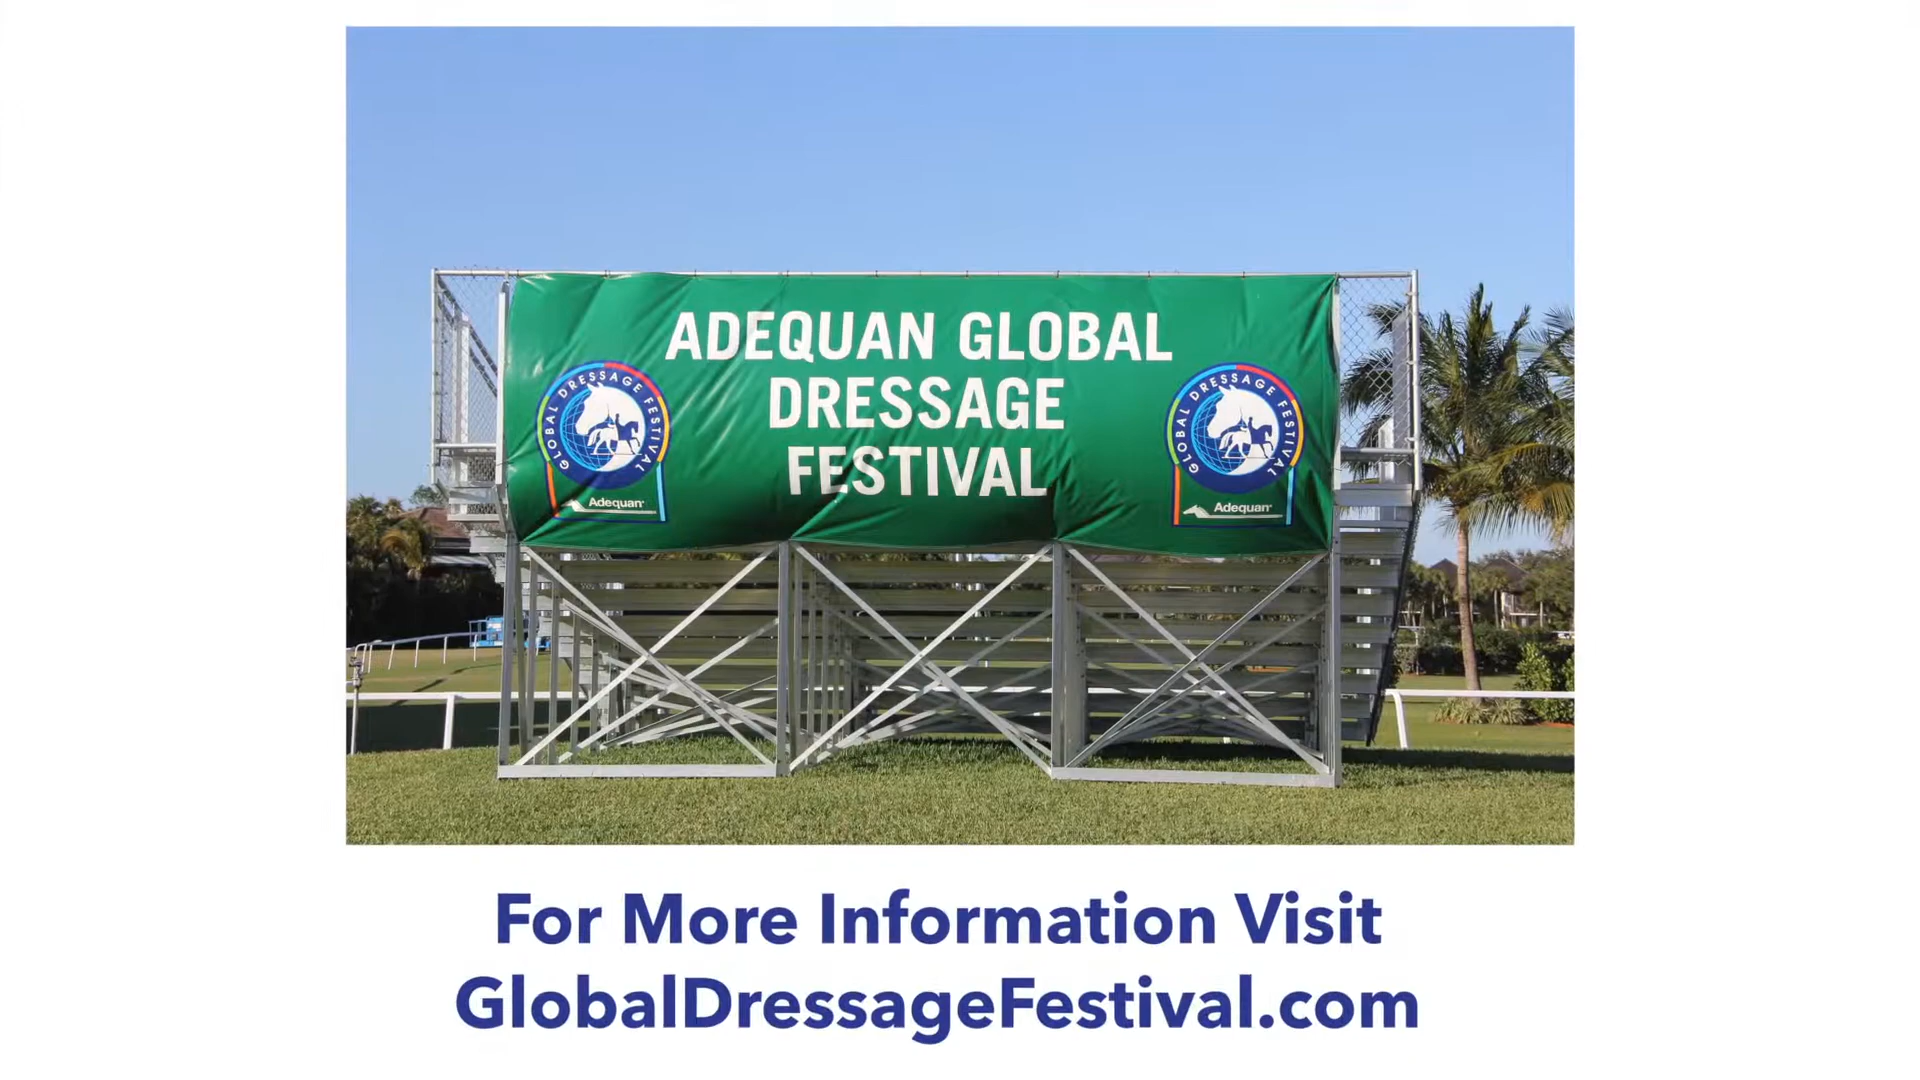 ADEQUAN GLOBAL
DRESSAGE
FESTIVAL
GLOBAL DRESSAGE FESTIVAL
Adequan
GLOBAL DRESSAGE FESTIVAL
Adequan
For More Information Visit
GlobalDressageFestival.com